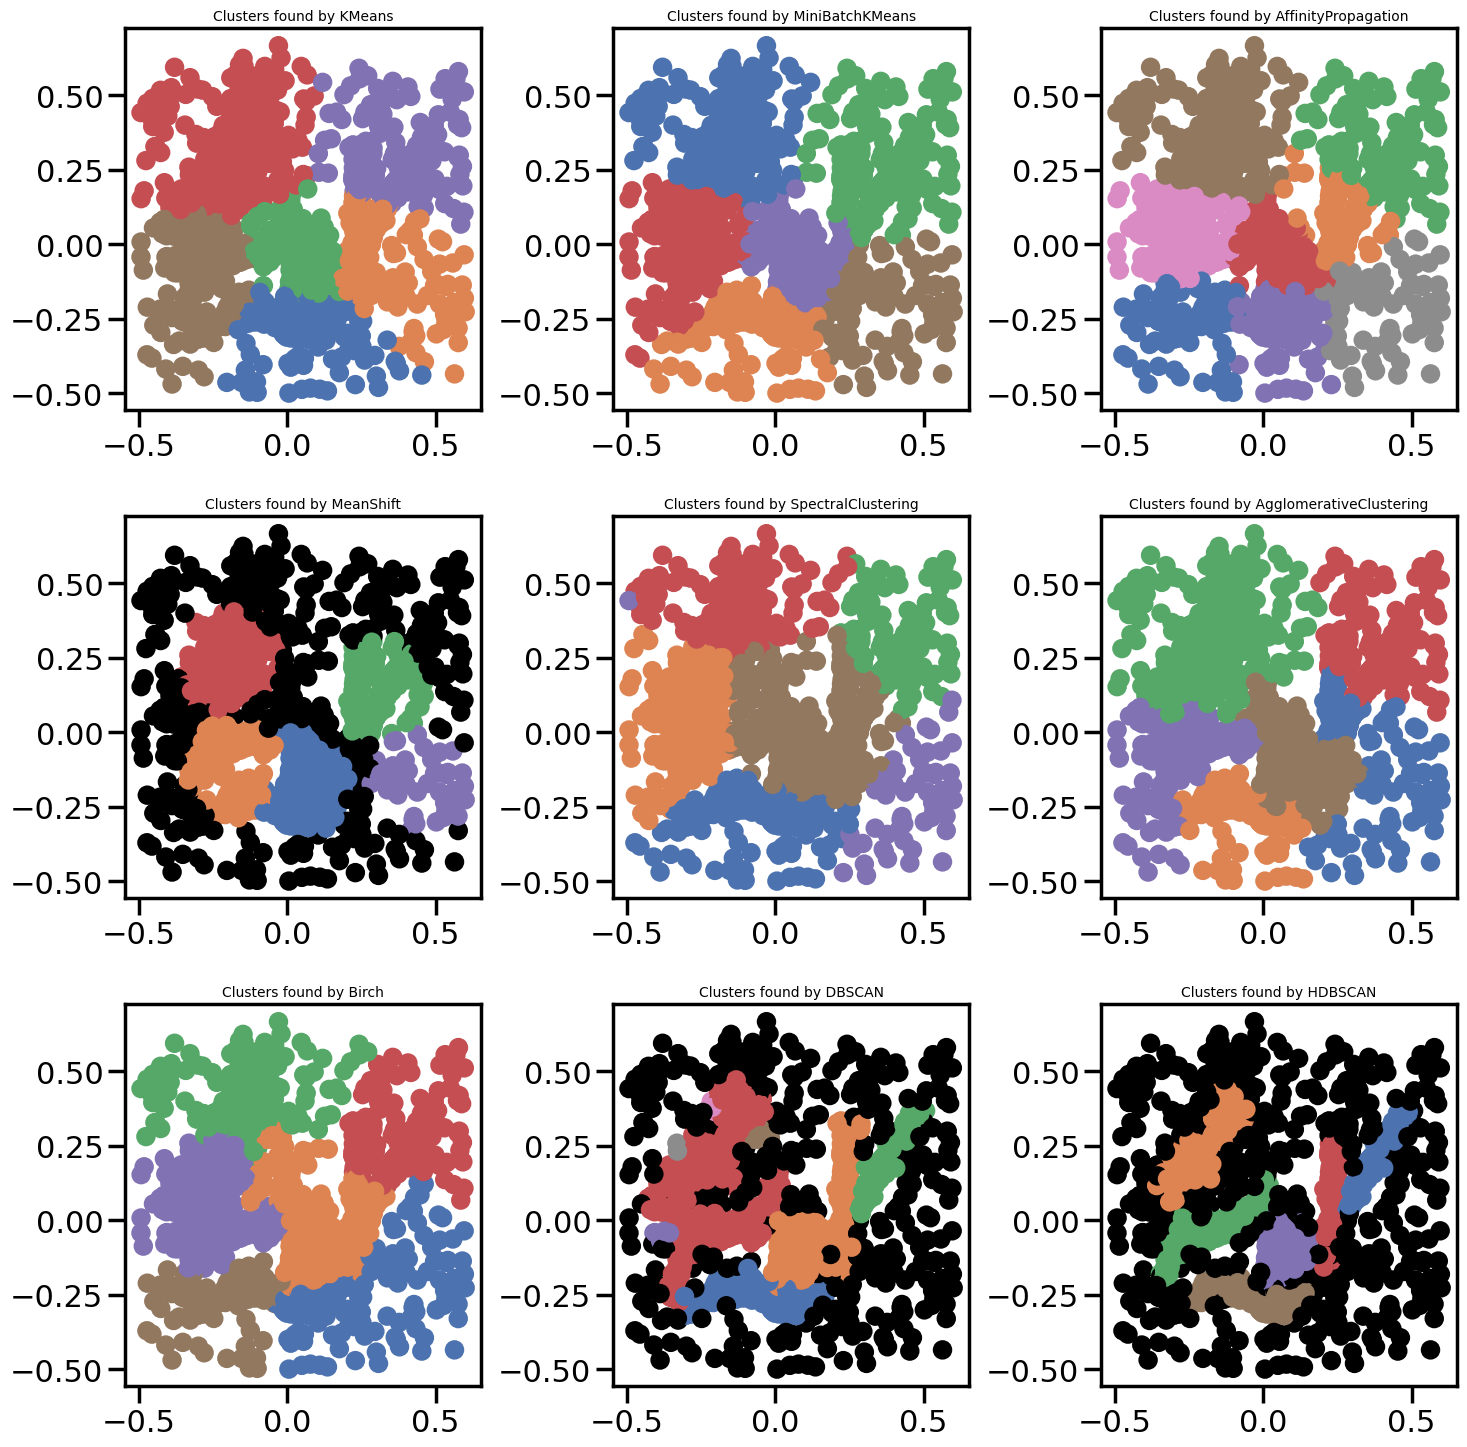 Clusters found by KMeans
Clusters found by MiniBatchKMeans
Clusters found by AffinityPropagation
0.50
0.25
0.00
−0.25
−0.50
−0.5 0.0 0.5
0.50
0.25
0.00
−0.25
−0.50
−0.5 0.0 0.5
0.50
0.25
0.00
−0.25
−0.50
−0.5 0.0 0.5
Clusters found by MeanShift
Clusters found by SpectralClustering
Clusters found by AgglomerativeClustering
0.50
0.25
0.00
−0.25
−0.50
−0.5 0.0 0.5
0.50
0.25
0.00
−0.25
−0.50
−0.5 0.0 0.5
0.50
0.25
0.00
−0.25
−0.50
−0.5 0.0 0.5
Clusters found by Birch
Clusters found by DBSCAN
Clusters found by HDBSCAN
0.50
0.25
0.00
−0.25
−0.50
−0.5 0.0 0.5
0.50
0.25
0.00
−0.25
−0.50
−0.5 0.0 0.5
0.50
0.25
0.00
−0.25
−0.50
−0.5 0.0 0.5